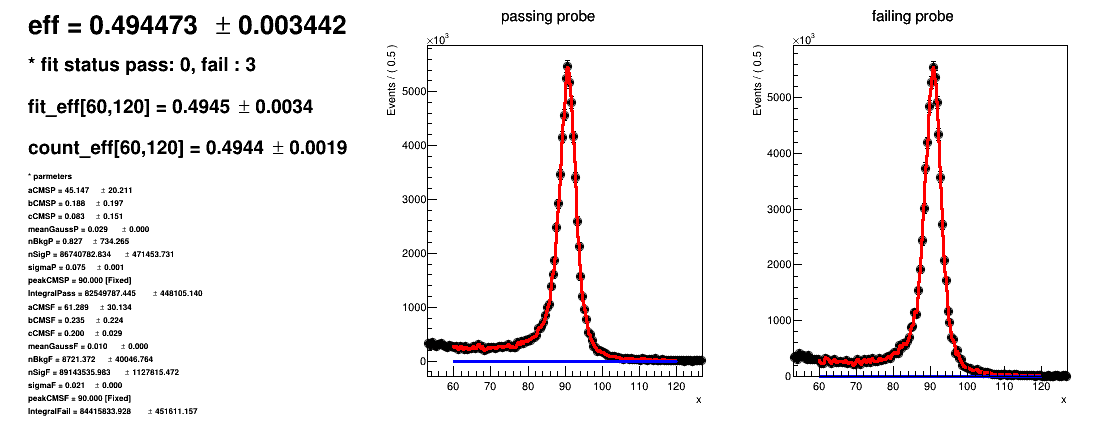 eff = 0.494473 ± 0.003442
* fit status pass: 0, fail : 3
fit_eff[60,120] = 0.4945 ± 0.0034
count_eff[60,120] = 0.4944 ± 0.0019
* parmeters
aCMSP = 45.147 ± 20.211
bCMSP = 0.188 ± 0.197
cCMSP = 0.083 ± 0.151
meanGaussP = 0.029 ± 0.000
nBkgP = 0.827 ± 734.265
nSigP = 86740782.834 ± 471453.731
sigmaP = 0.075 ± 0.001
peakCMSP = 90.000 [Fixed]
IntegralPass = 82549787.445 ± 448105.140
aCMSF = 61.289 ± 30.134
bCMSF = 0.235 ± 0.224
cCMSF = 0.200 ± 0.029
meanGaussF = 0.010 ± 0.000
nBkgF = 8721.372 ± 40046.764
nSigF = 89143535.983 ± 1127815.472
sigmaF = 0.021 ± 0.000
peakCMSF = 90.000 [Fixed]
IntegralFail = 84415833.928 ± 451611.157
passing probe
×10³
Events / ( 0.5 )
5000
4000
3000
2000
1000
0
60 70 80 90 100 110 120
x
failing probe
×10³
Events / ( 0.5 )
5000
4000
3000
2000
1000
0
60 70 80 90 100 110 120
x